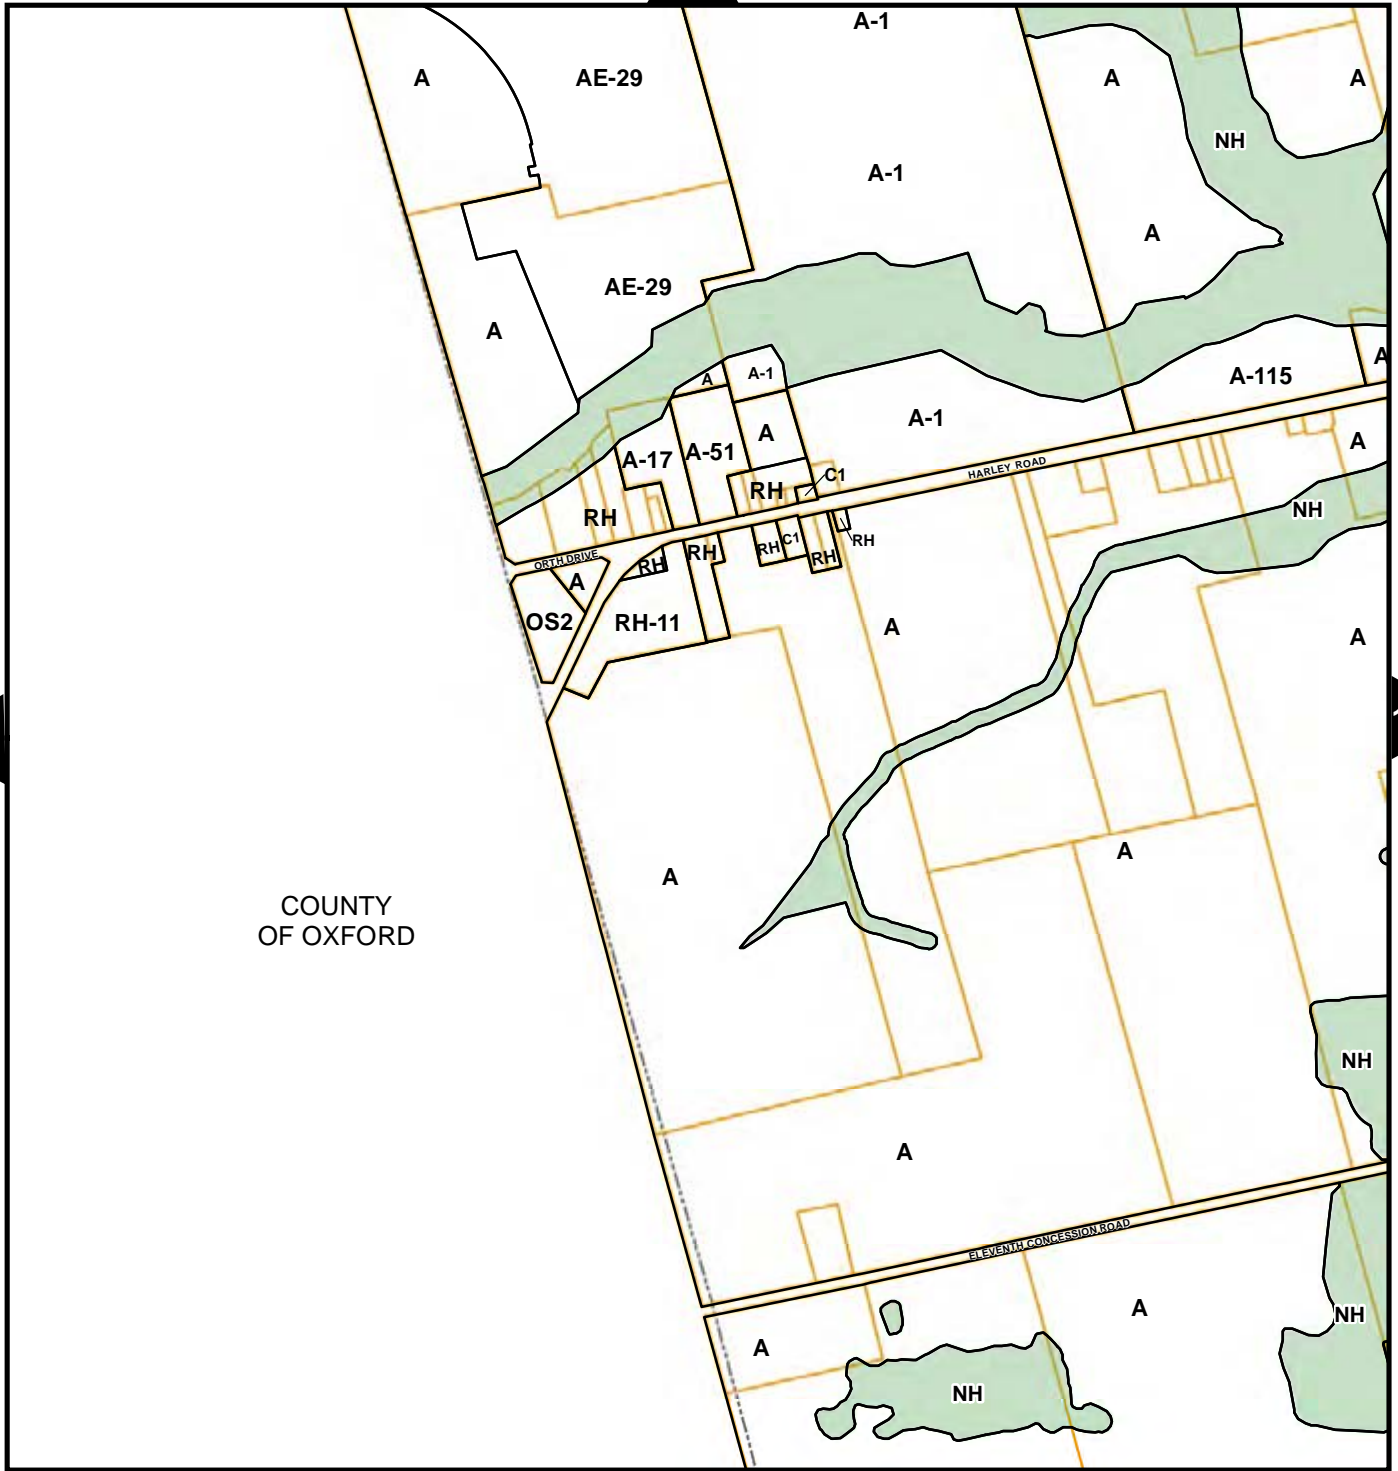 A-1
A
AE-29
A
A
NH
A-1
A
AE-29
A
A
A-1
A
A-115
A-1
A
A
A-17
A-51
HARLEY ROAD
C1
RH
RH
NH
RH
C1
RH
RH
RH
RH
ORTH DRIVE
A
OS2
RH-11
A
A
A
A
COUNTY
OF OXFORD
NH
A
ELEVENTH CONCESSION ROAD
A
NH
A
NH